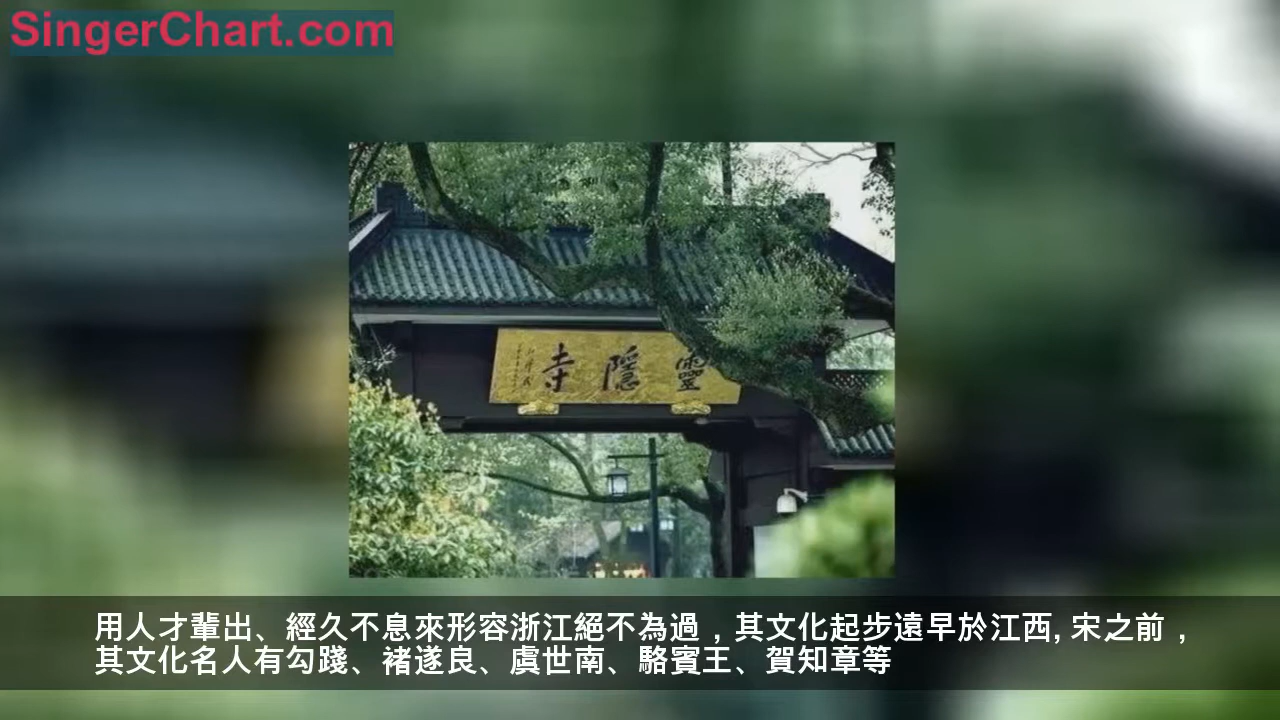 SingerChart.com
靈隱寺
用人才輩出、經久不息來形容浙江絕不為過，其文化起步遠早於江西, 宋之前，
其文化名人有勾踐、褚遂良、虞世南、駱賓王、賀知章等